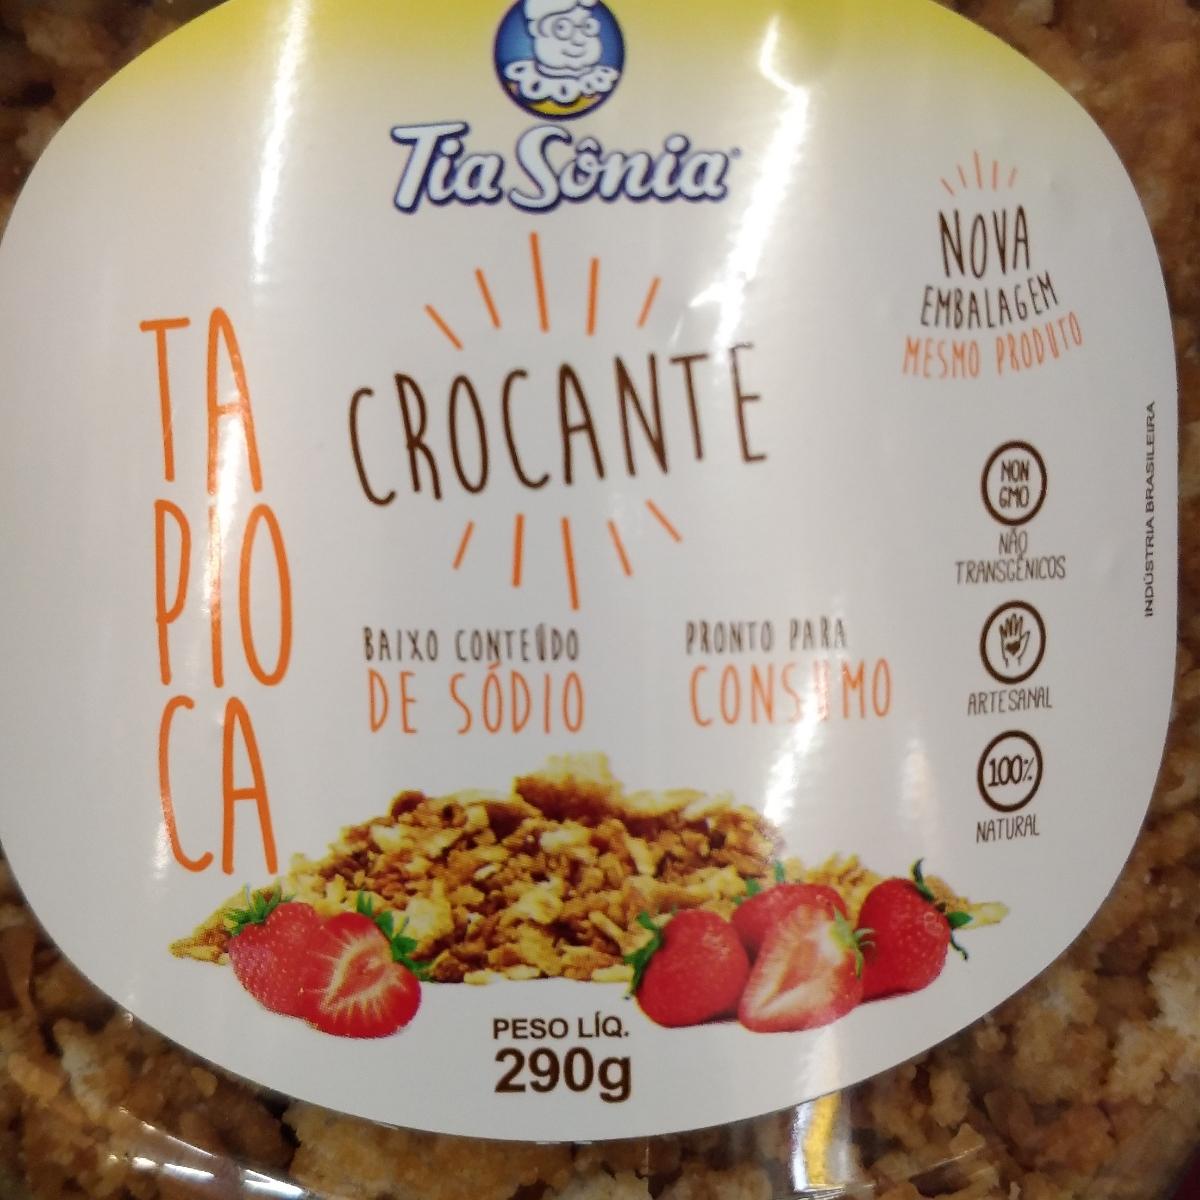 Tia Sônia
NOVA
EMBALAGEM
MESMO PRODUTO
TA
PIO
CA
CROCANTE
BAIXO CONTEÚDO
DE SÓDIO
PRONTO PARA
CONSUMO
NON
GMO
NÃO
TRANSGÊNICOS
ARTESANAL
100%
NATURAL
INDÚSTRIA BRASILEIRA
PESO LÍQ.
290g